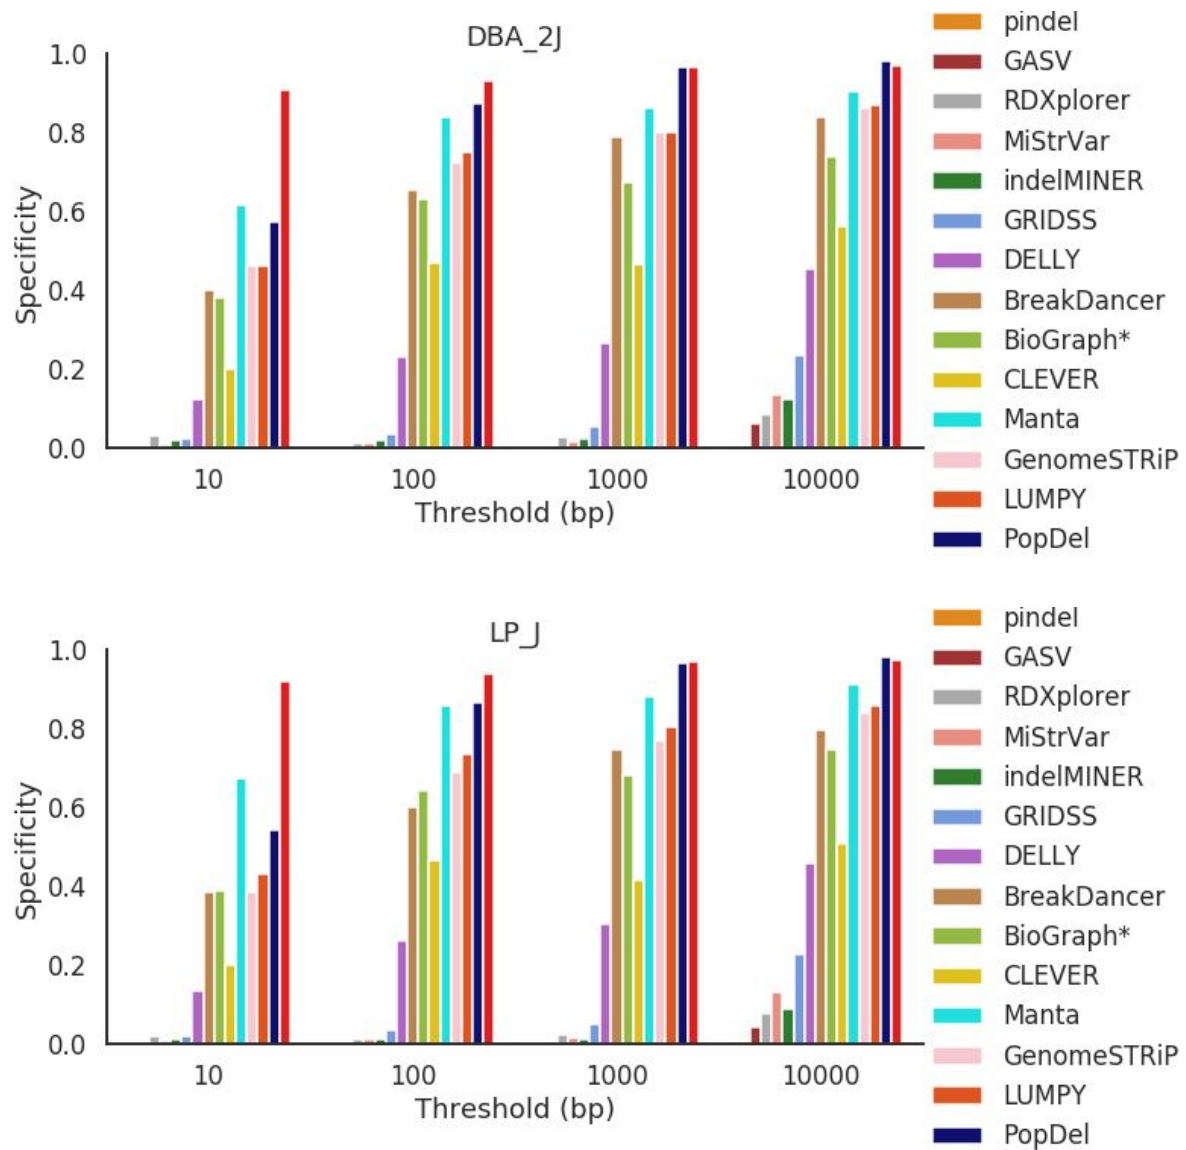 DBA_2J
1.0
0.8
0.6
0.4
0.2
0.0
Specificity
10 100 1000 10000
Threshold (bp)
pindel
GASV
RDXplorer
MiStrVar
indelMINER
GRIDSS
DELLY
BreakDancer
BioGraph*
CLEVER
Manta
GenomeSTRiP
LUMPY
PopDel
LP_J
1.0
0.8
0.6
0.4
0.2
0.0
Specificity
10 100 1000 10000
Threshold (bp)
pindel
GASV
RDXplorer
MiStrVar
indelMINER
GRIDSS
DELLY
BreakDancer
BioGraph*
CLEVER
Manta
GenomeSTRiP
LUMPY
PopDel